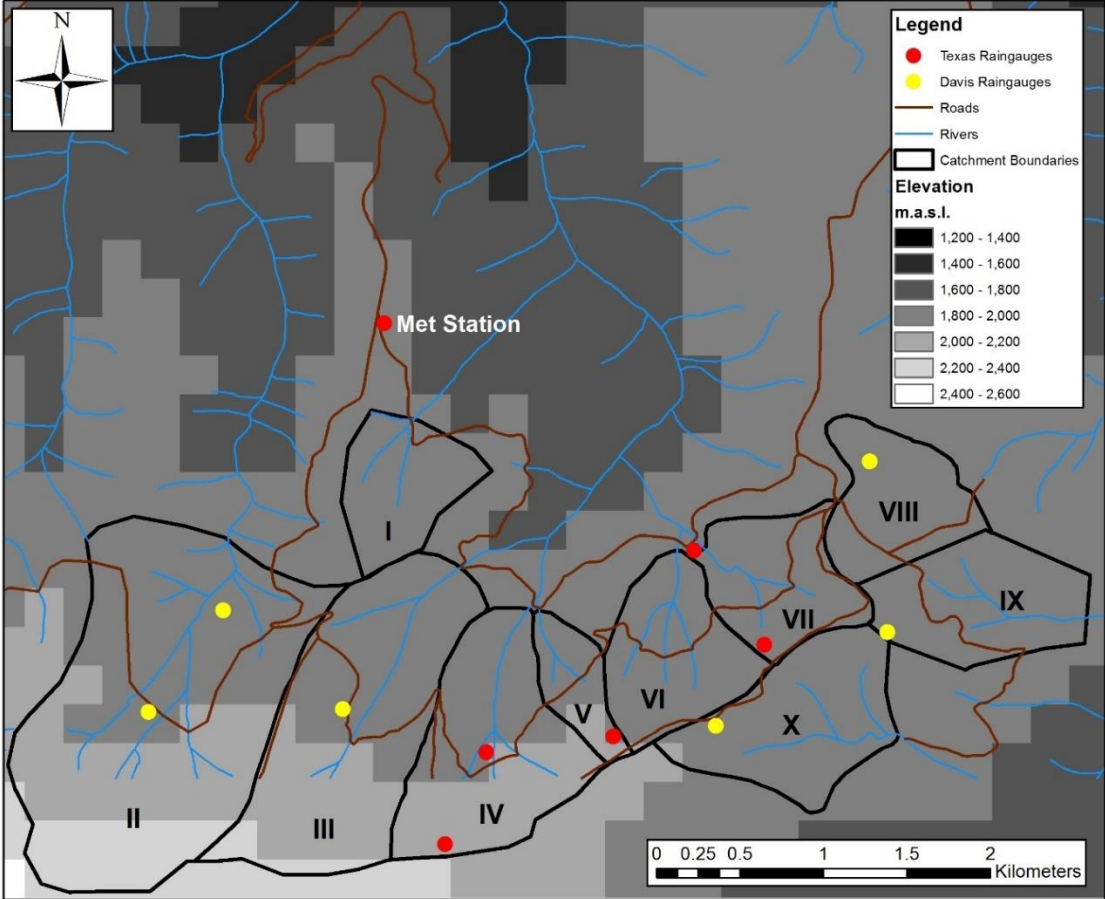 N
Legend
Texas Raingauges
Davis Raingauges
Roads
Rivers
Catchment Boundaries
Elevation
m.a.s.l.
1,200 - 1,400
1,400 - 1,600
1,600 - 1,800
1,800 - 2,000
2,000 - 2,200
2,200 - 2,400
2,400 - 2,600
Met Station
I
VIII
IX
VII
VI
V
X
II
III
IV
0 0.25 0.5 1 1.5 2
Kilometers